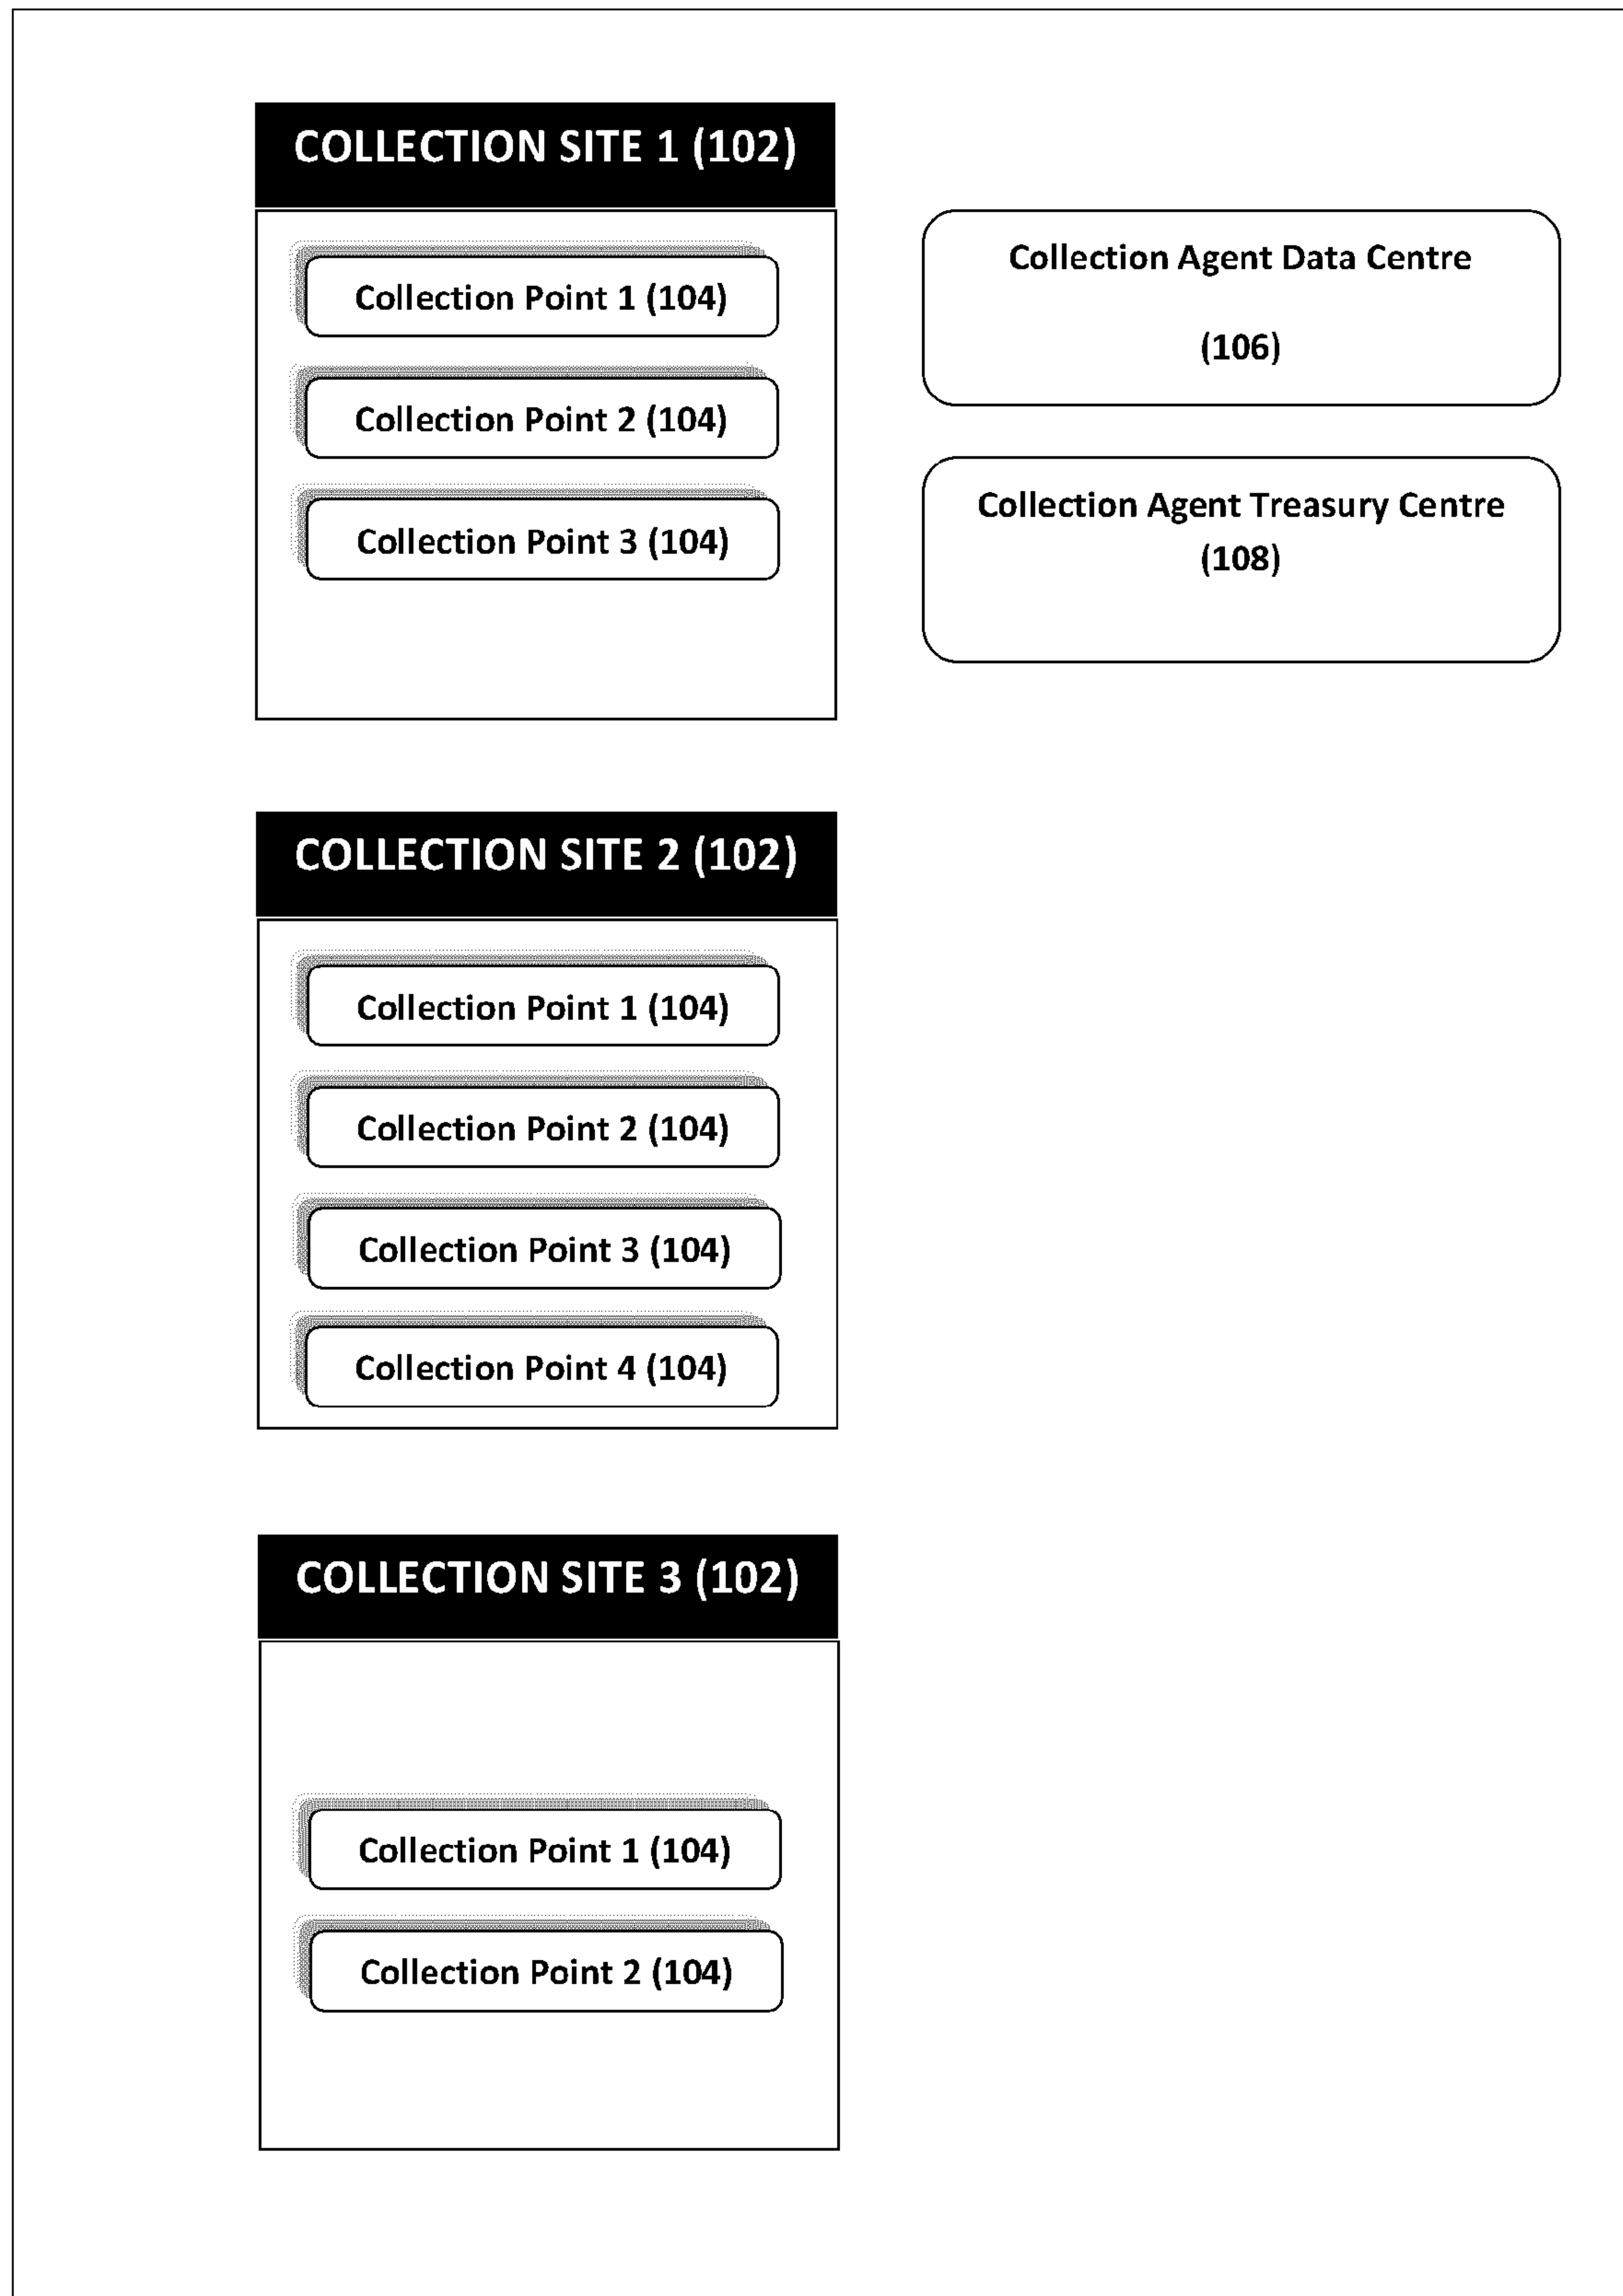 COLLECTION SITE 1 (102)
Collection Point 1 (104)
Collection Point 2 (104)
Collection Point 3 (104)
Collection Agent Data Centre
(106)
Collection Agent Treasury Centre
(108)
COLLECTION SITE 2 (102)
Collection Point 1 (104)
Collection Point 2 (104)
Collection Point 3 (104)
Collection Point 4 (104)
COLLECTION SITE 3 (102)
Collection Point 1 (104)
Collection Point 2 (104)